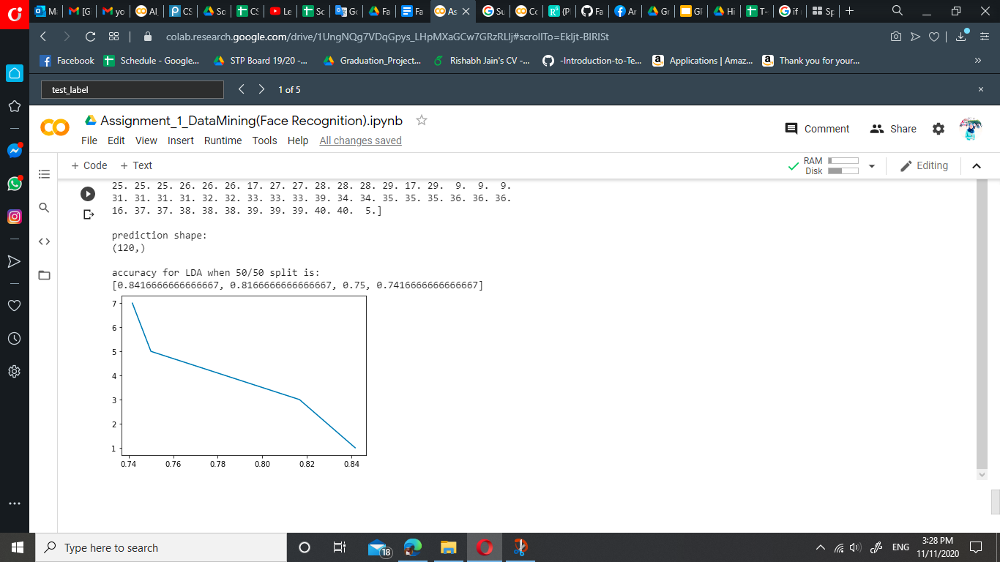 Ma
[G
yo
AI_
CS
So
CS
Le
Sc
Go
Fa
Fa
As
Su
Cc
(P
Fa
Ar
Gr
GP
Hi
T-
if
Sp
colab.research.google.com/drive/1UngNQg7VDqGpys_LHpMXaGCw7GRzRLlj#scrollTo=EkIjt-BIRISt
Facebook Schedule - Google... STP Board 19/20 -... Graduation_Project... Rishabh Jain's CV -... -Introduction-to-Te... Applications | Amaz... Thank you for your... »
test_label 1 of 5
Assignment_1_DataMining(Face Recognition).ipynb
Comment Share
File Edit View Insert Runtime Tools Help All changes saved
+ Code + Text RAM Disk Editing
25. 25. 25. 26. 26. 26. 17. 27. 27. 28. 28. 28. 29. 17. 29. 9. 9. 9.
31. 31. 31. 31. 32. 32. 33. 33. 33. 39. 34. 34. 35. 35. 35. 36. 36. 36.
16. 37. 37. 38. 38. 38. 39. 39. 39. 40. 40. 5.]
prediction shape:
(120,)
accuracy for LDA when 50/50 split is:
[0.8416666666666667, 0.8166666666666667, 0.75, 0.7416666666666667]
7
6
5
4
3
2
1
0.74 0.76 0.78 0.80 0.82 0.84
Type here to search
18
ENG
3:28 PM
11/11/2020